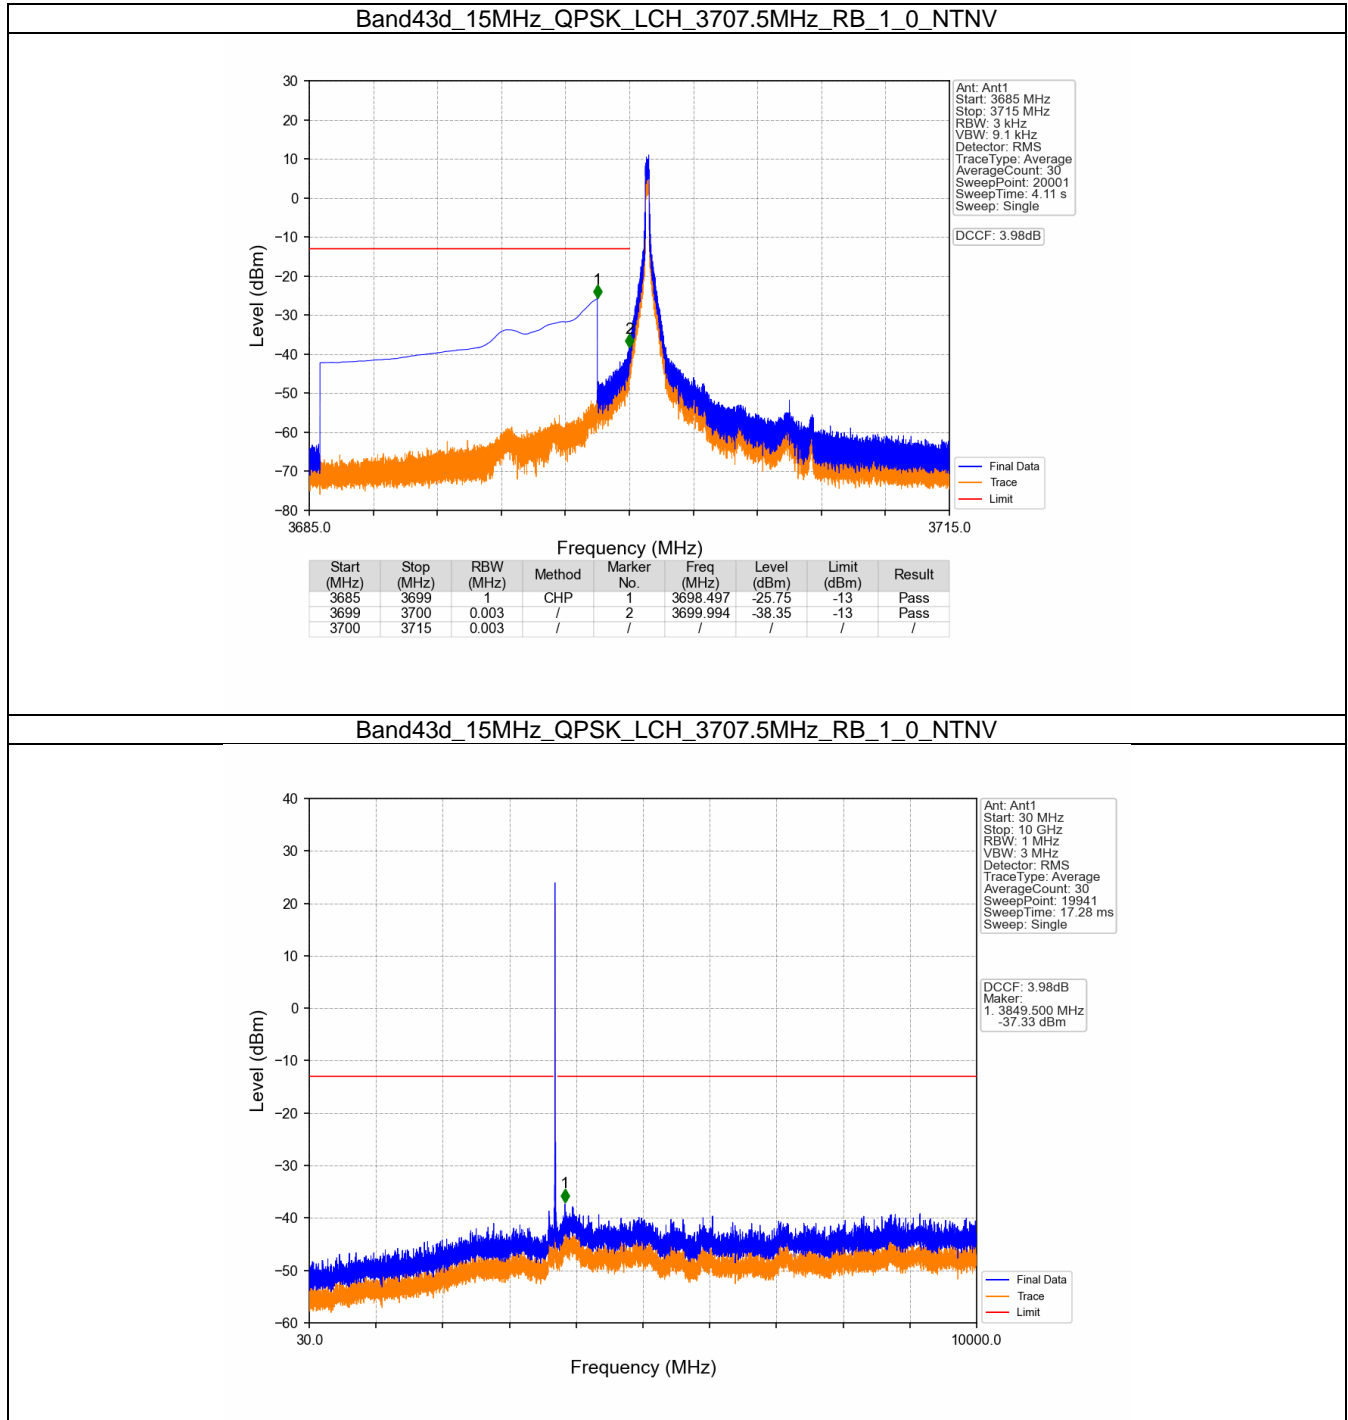 Band43d_15MHz_QPSK_LCH_3707.5MHz_RB_1_0_NTNV
30
20
10
0
−10
−20
−30
−40
−50
−60
−70
−80
Level (dBm)
1
2
3685.0
3715.0
Frequency (MHz)
Ant: Ant1
Start: 3685 MHz
Stop: 3715 MHz
RBW: 3 kHz
VBW: 9.1 kHz
Detector: RMS
TraceType: Average
AverageCount: 30
SweepPoint: 20001
SweepTime: 4.11 s
Sweep: Single
DCCF: 3.98dB
Final Data
Trace
Limit
Start (MHz) Stop (MHz) RBW (MHz) Method Marker No. Freq (MHz) Level (dBm) Limit (dBm) Result
3685 3699 1 CHP 1 3698.497 -25.75 -13 Pass
3699 3700 0.003 / 2 3699.994 -38.35 -13 Pass
3700 3715 0.003 / / / / / /
Band43d_15MHz_QPSK_LCH_3707.5MHz_RB_1_0_NTNV
40
30
20
10
0
−10
−20
−30
−40
−50
−60
Level (dBm)
1
30.0
10000.0
Frequency (MHz)
Ant: Ant1
Start: 30 MHz
Stop: 10 GHz
RBW: 1 MHz
VBW: 3 MHz
Detector: RMS
TraceType: Average
AverageCount: 30
SweepPoint: 19941
SweepTime: 17.28 ms
Sweep: Single
DCCF: 3.98dB
Maker:
1. 3849.500 MHz
-37.33 dBm
Final Data
Trace
Limit